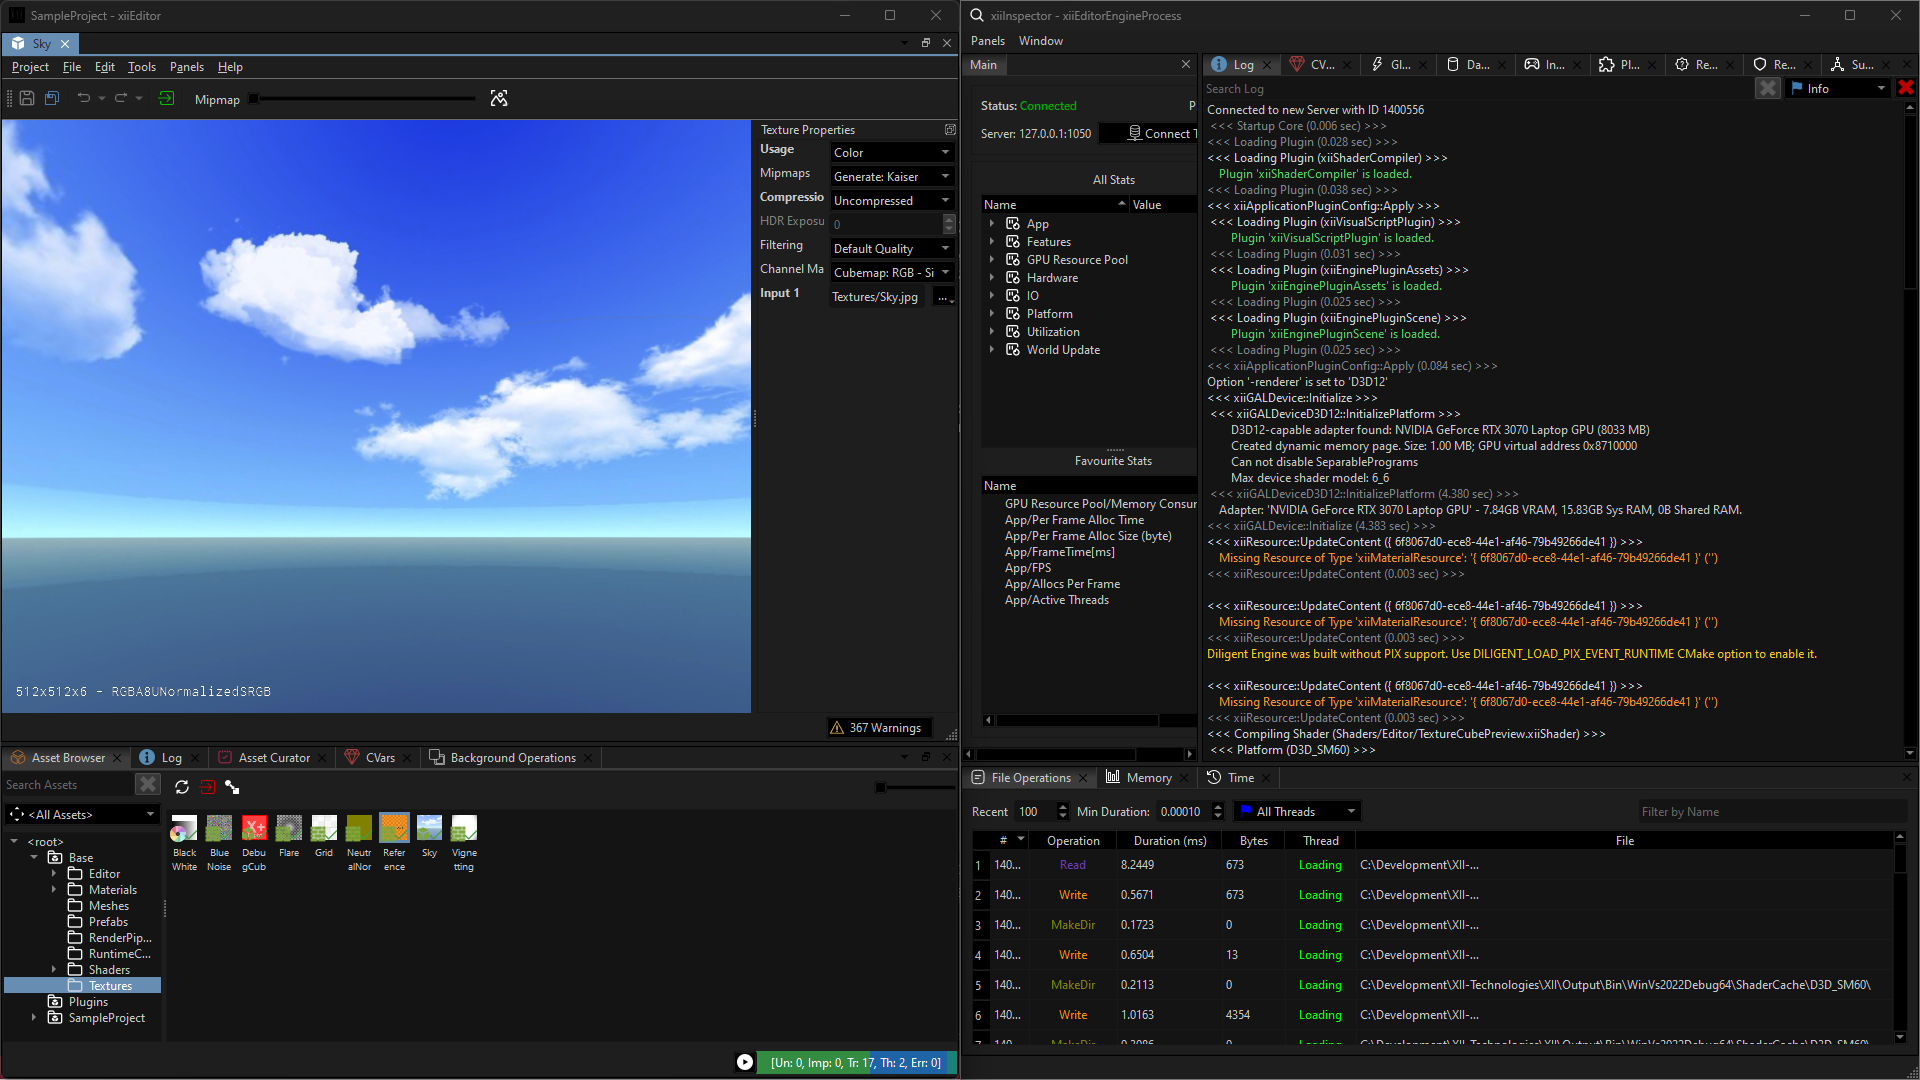 SampleProject - xiiEditor
Sky
Project File Edit Tools Panels Help
Mipmap
Texture Properties
Usage Color
Mipmaps Generate: Kaiser
Compressio Uncompressed
HDR Exposu 0
Filtering Default Quality
Channel Ma Cubemap: RGB - Si
Input 1 Textures/Sky.jpg ...
512x512x6 - RGBA8UNormalizedSRGB
367 Warnings
Asset Browser Log Asset Curator CVars Background Operations
Search Assets
<All Assets>
<root>
Base
Editor
Materials
Meshes
Prefabs
RenderPip...
RuntimeC...
Shaders
Textures
Plugins
SampleProject
Black White
Blue Noise
Debu gCub
Flare
Grid
Neutr alNor
Refer ence
Sky
Vigne tting
[Un: 0, Imp: 0, Tr: 17, Th: 2, Err: 0]
xiiInspector - xiiEditorEngineProcess
Panels Window
Main
Status: Connected P
Server: 127.0.0.1:1050 Connect T
All Stats
Name Value
App
Features
GPU Resource Pool
Hardware
IO
Platform
Utilization
World Update
Favourite Stats
Name
GPU Resource Pool/Memory Consur
App/Per Frame Alloc Time
App/Per Frame Alloc Size (byte)
App/FrameTime[ms]
App/FPS
App/Allocs Per Frame
App/Active Threads
Log CV... Gl... Da... In... Pl... Re... Re... Su...
Search Log Info
Connected to new Server with ID 1400556
<<< Startup Core (0.006 sec) >>>
<<< Loading Plugin (0.028 sec) >>>
<<< Loading Plugin (xiiShaderCompiler) >>>
Plugin 'xiiShaderCompiler' is loaded.
<<< Loading Plugin (0.038 sec) >>>
<<< xiiApplicationPluginConfig::Apply >>>
<<< Loading Plugin (xiiVisualScriptPlugin) >>>
Plugin 'xiiVisualScriptPlugin' is loaded.
<<< Loading Plugin (0.031 sec) >>>
<<< Loading Plugin (xiiEnginePluginAssets) >>>
Plugin 'xiiEnginePluginAssets' is loaded.
<<< Loading Plugin (0.025 sec) >>>
<<< Loading Plugin (xiiEnginePluginScene) >>>
Plugin 'xiiEnginePluginScene' is loaded.
<<< Loading Plugin (0.025 sec) >>>
<<< xiiApplicationPluginConfig::Apply (0.084 sec) >>>
Option '-renderer' is set to 'D3D12'
<<< xiiGALDevice::Initialize >>>
<<< xiiGALDeviceD3D12::InitializePlatform >>>
D3D12-capable adapter found: NVIDIA GeForce RTX 3070 Laptop GPU (8033 MB)
Created dynamic memory page. Size: 1.00 MB; GPU virtual address 0x8710000
Can not disable SeparablePrograms
Max device shader model: 6_6
<<< xiiGALDeviceD3D12::InitializePlatform (4.380 sec) >>>
Adapter: 'NVIDIA GeForce RTX 3070 Laptop GPU' - 7.84GB VRAM, 15.83GB Sys RAM, 0B Shared RAM.
<<< xiiGALDevice::Initialize (4.383 sec) >>>
<<< xiiResource::UpdateContent ({ 6f8067d0-ece8-44e1-af46-79b49266de41 }) >>>
Missing Resource of Type 'xiiMaterialResource': '{ 6f8067d0-ece8-44e1-af46-79b49266de41 }' ('')
<<< xiiResource::UpdateContent (0.003 sec) >>>
<<< xiiResource::UpdateContent ({ 6f8067d0-ece8-44e1-af46-79b49266de41 }) >>>
Missing Resource of Type 'xiiMaterialResource': '{ 6f8067d0-ece8-44e1-af46-79b49266de41 }' ('')
<<< xiiResource::UpdateContent (0.003 sec) >>>
Diligent Engine was built without PIX support. Use DILIGENT_LOAD_PIX_EVENT_RUNTIME CMake option to enable it.
<<< xiiResource::UpdateContent ({ 6f8067d0-ece8-44e1-af46-79b49266de41 }) >>>
Missing Resource of Type 'xiiMaterialResource': '{ 6f8067d0-ece8-44e1-af46-79b49266de41 }' ('')
<<< xiiResource::UpdateContent (0.003 sec) >>>
<<< Compiling Shader (Shaders/Editor/TextureCubePreview.xiiShader) >>>
<<< Platform (D3D_SM60) >>>
File Operations Memory Time
Recent 100 Min Duration: 0.00010 All Threads Filter by Name
# Operation Duration (ms) Bytes Thread File
1 140... Read 8.2449 673 Loading C:\Development\XII-...
2 140... Write 0.5671 673 Loading C:\Development\XII-...
3 140... MakeDir 0.1723 0 Loading C:\Development\XII-...
4 140... Write 0.6504 13 Loading C:\Development\XII-...
5 140... MakeDir 0.2113 0 Loading C:\Development\XII-Technologies\XII\Output\Bin\WinVs2022Debug64\ShaderCache\D3D_SM60\
6 140... Write 1.0163 4354 Loading C:\Development\XII-...